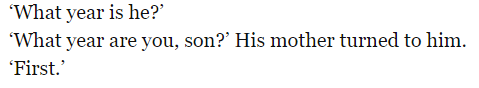 ‘What year is he?’
‘What year are you, son?’ His mother turned to him.
‘First.’